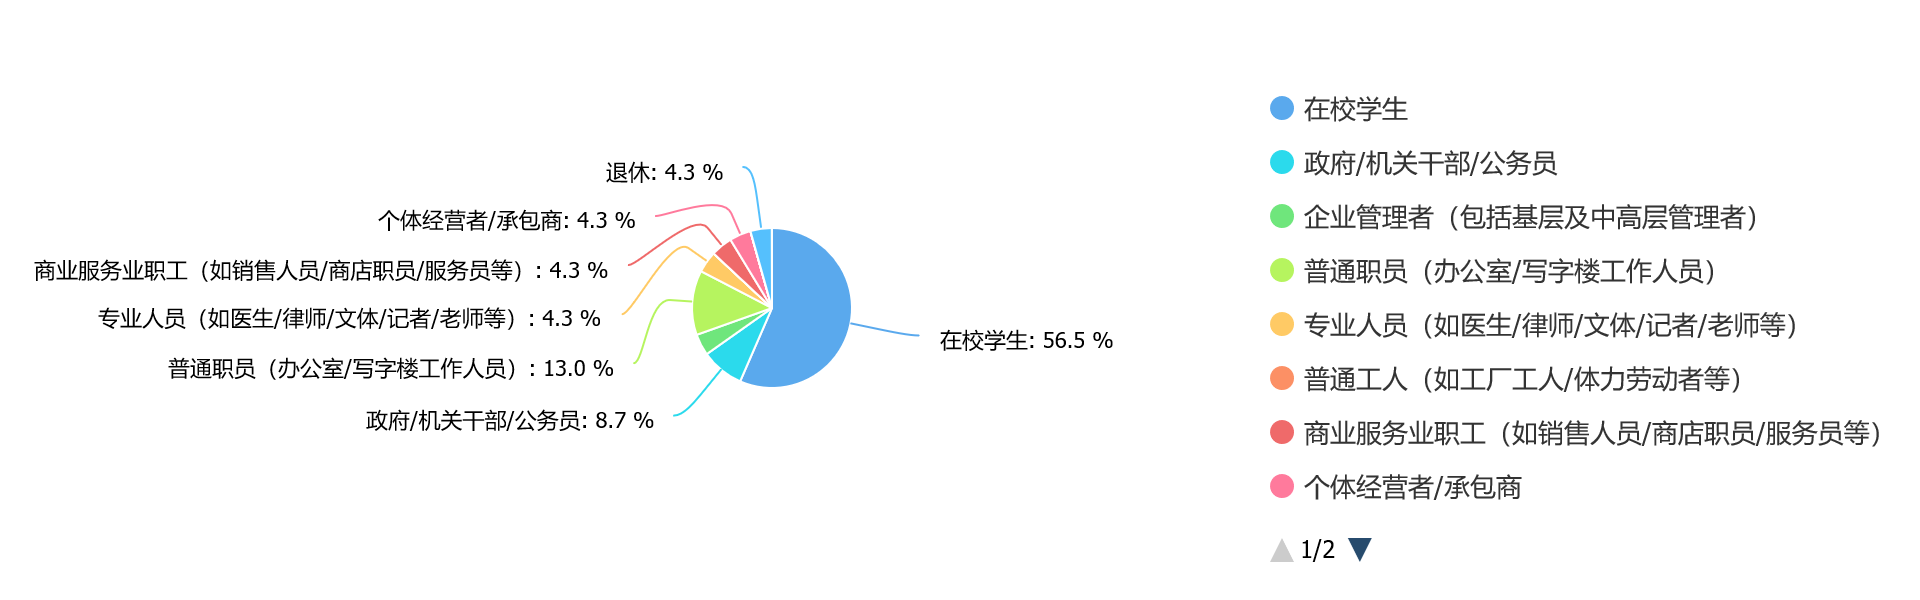 退休: 4.3 %
个体经营者/承包商: 4.3 %
商业服务业职工（如销售人员/商店职员/服务员等）: 4.3 %
专业人员（如医生/律师/文体/记者/老师等）: 4.3 %
普通职员（办公室/写字楼工作人员）: 13.0 %
政府/机关干部/公务员: 8.7 %
在校学生: 56.5 %
在校学生
政府/机关干部/公务员
企业管理者（包括基层及中高层管理者）
普通职员（办公室/写字楼工作人员）
专业人员（如医生/律师/文体/记者/老师等）
普通工人（如工厂工人/体力劳动者等）
商业服务业职工（如销售人员/商店职员/服务员等）
个体经营者/承包商
1/2